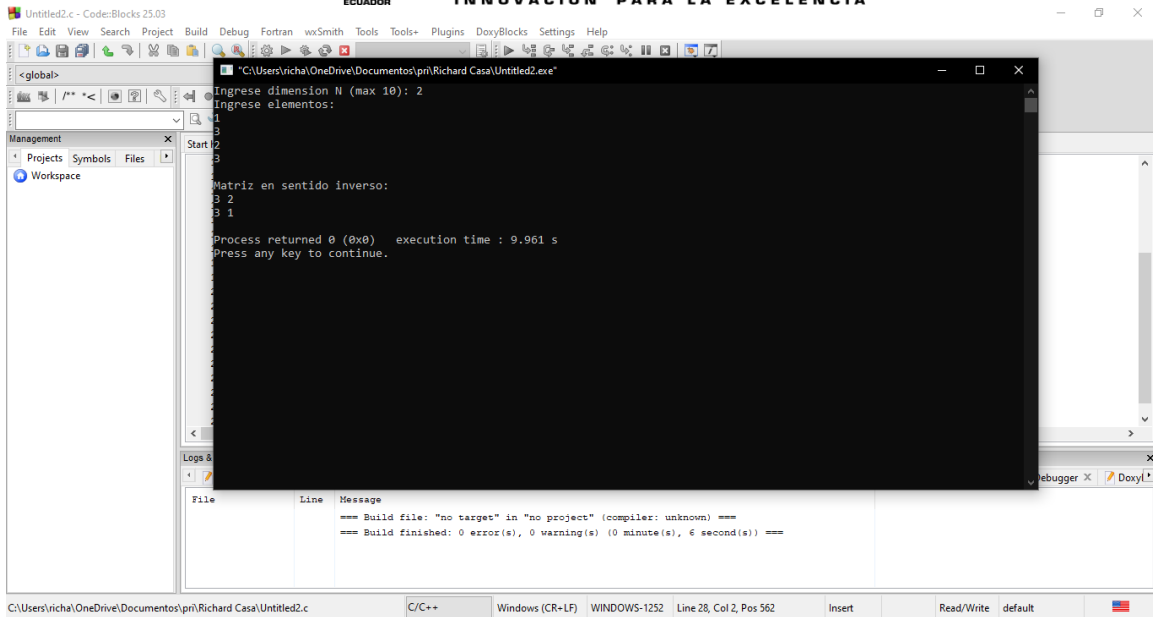 ECUADOR INNOVACIÓN PARA LA EXCELENCIA
Untitled2.c - Code::Blocks 25.03
File Edit View Search Project Build Debug Fortran wxSmith Tools Tools+ Plugins DoxyBlocks Settings Help
<global>
/** *<
Management
Projects Symbols Files
Workspace
Start
"C:\Users\richa\OneDrive\Documentos\pri\Richard Casa\Untitled2.exe"
Ingrese dimension N (max 10): 2
Ingrese elementos:
1
3
2
3
Matriz en sentido inverso:
3 2
3 1
Process returned 0 (0x0) execution time : 9.961 s
Press any key to continue.
Logs &
Debugger
Doxyl
File Line Message
=== Build file: "no target" in "no project" (compiler: unknown) ===
=== Build finished: 0 error(s), 0 warning(s) (0 minute(s), 6 second(s)) ===
C:\Users\richa\OneDrive\Documentos\pri\Richard Casa\Untitled2.c C/C++ Windows (CR+LF) WINDOWS-1252 Line 28, Col 2, Pos 562 Insert Read/Write default